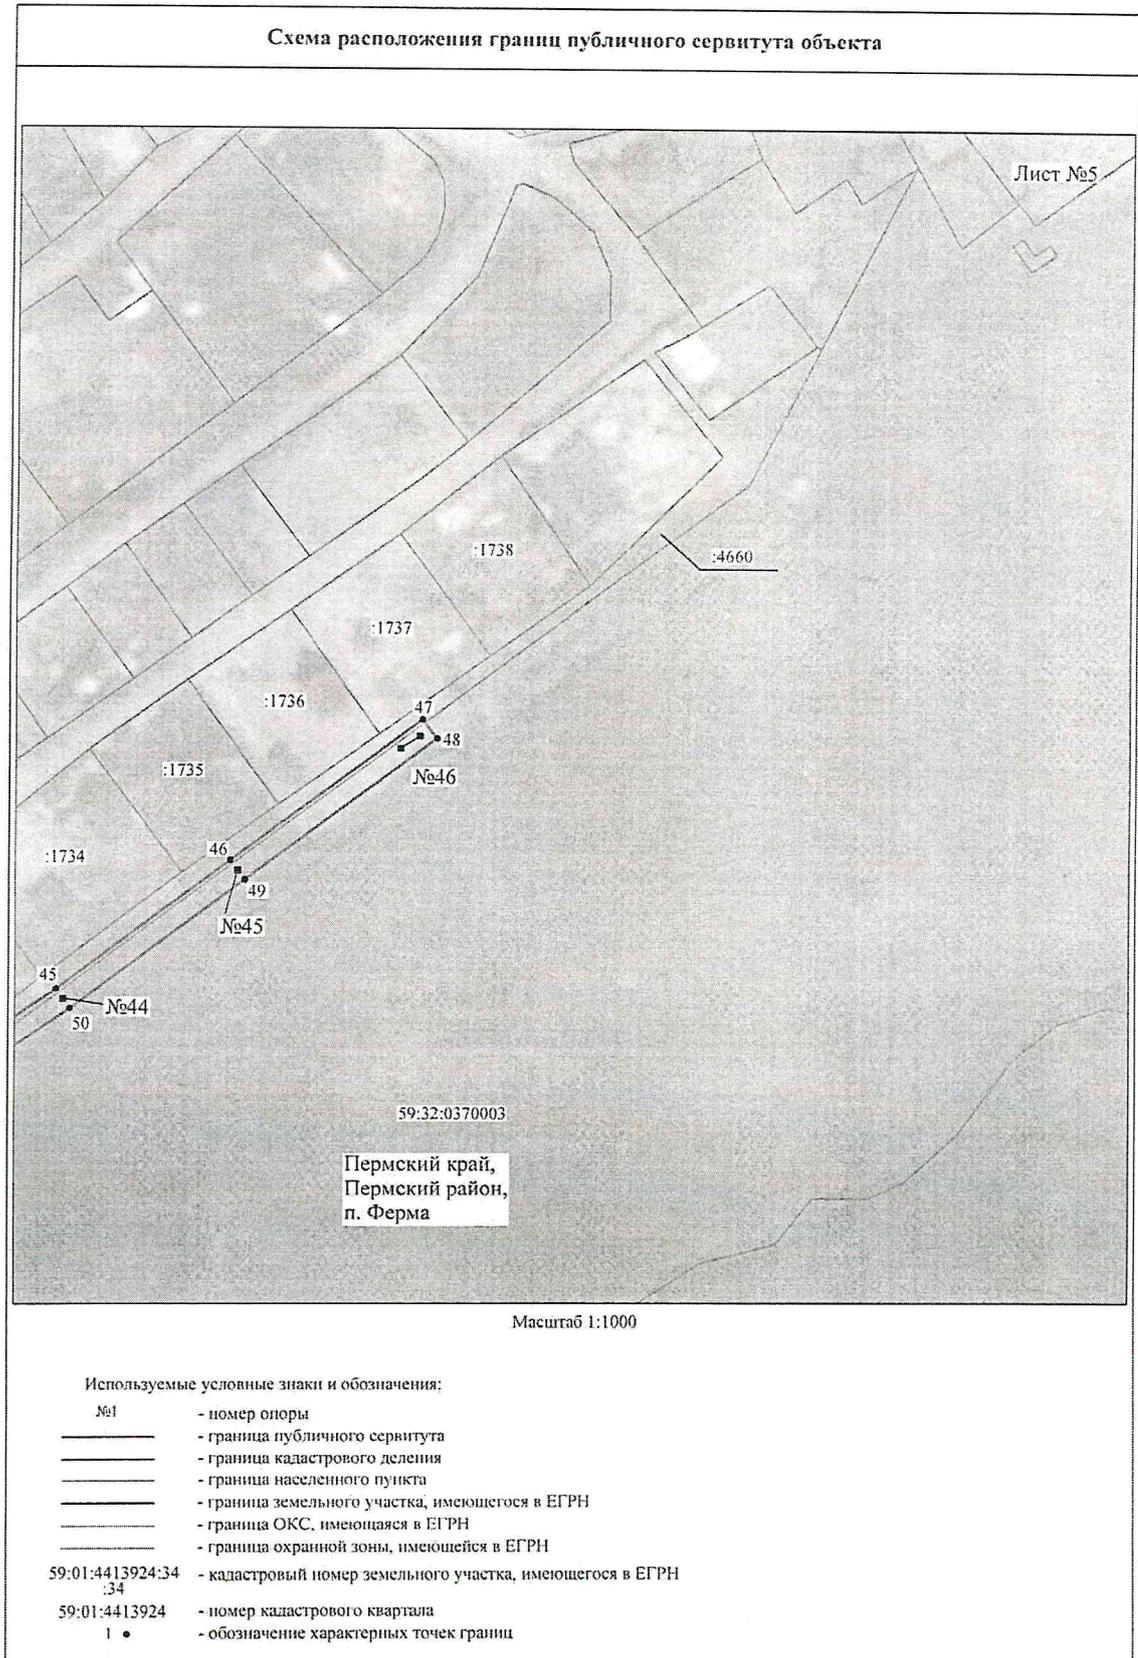 Схема расположения границ публичного сервитута объекта
Лист №5
:1738
:4660
:1737
:1736
47
48
:1735
№46
46
:1734
49
№45
45
№44
50
59:32:0370003
Пермский край,
Пермский район,
п. Ферма
Масштаб 1:1000
Используемые условные знаки и обозначения:
№1 - номер опоры
- граница публичного сервитута
- граница кадастрового деления
- граница населенного пункта
- граница земельного участка, имеющегося в ЕГРН
- граница ОКС, имеющаяся в ЕГРН
- граница охранной зоны, имеющейся в ЕГРН
59:01:4413924:34 - кадастровый номер земельного участка, имеющегося в ЕГРН
:34
59:01:4413924 - номер кадастрового квартала
1 - обозначение характерных точек границ